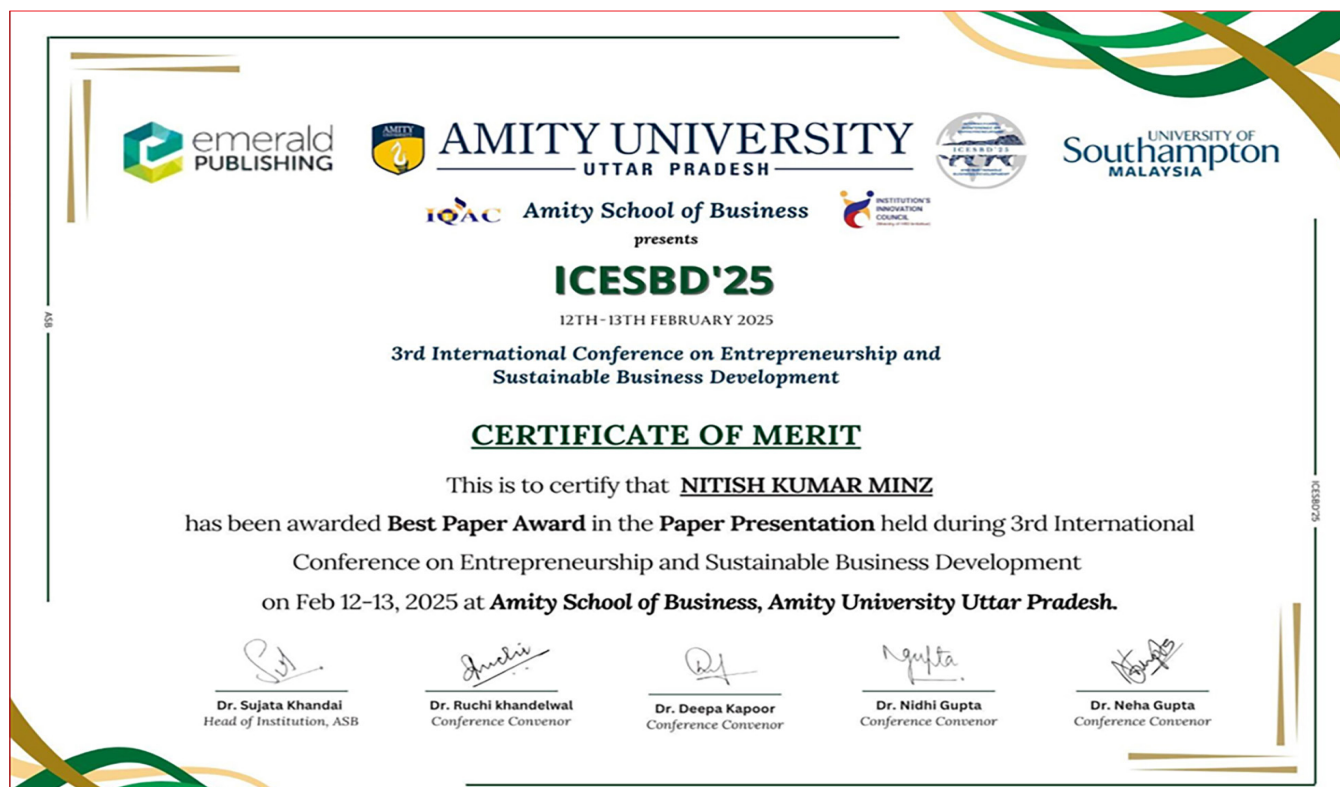 emerald
PUBLISHING
AMITY
UNIVERSITY
AMITY UNIVERSITY
UTTAR PRADESH
ICESBD'25
UNIVERSITY OF
Southampton
MALAYSIA
IQAC
Amity School of Business
INSTITUTION'S
INNOVATION
COUNCIL
presents
ICESBD'25
12TH-13TH FEBRUARY 2025
3rd International Conference on Entrepreneurship and
Sustainable Business Development
CERTIFICATE OF MERIT
This is to certify that NITISH KUMAR MINZ
has been awarded Best Paper Award in the Paper Presentation held during 3rd International
Conference on Entrepreneurship and Sustainable Business Development
on Feb 12-13, 2025 at Amity School of Business, Amity University Uttar Pradesh.
Dr. Sujata Khandai
Head of Institution, ASB
Dr. Ruchi khandelwal
Conference Convenor
Dr. Deepa Kapoor
Conference Convenor
Dr. Nidhi Gupta
Conference Convenor
Dr. Neha Gupta
Conference Convenor
ASB
ICESBD'25